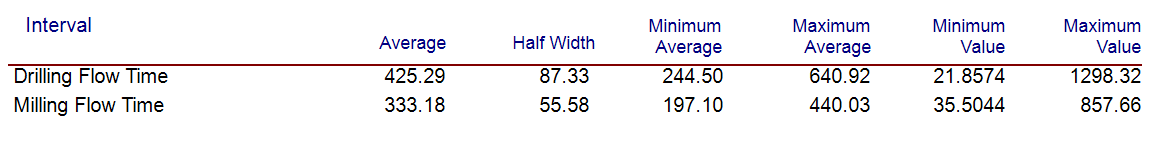 Interval Average Half Width Minimum Average Maximum Average Minimum Value Maximum Value
Drilling Flow Time 425.29 87.33 244.50 640.92 21.8574 1298.32
Milling Flow Time 333.18 55.58 197.10 440.03 35.5044 857.66